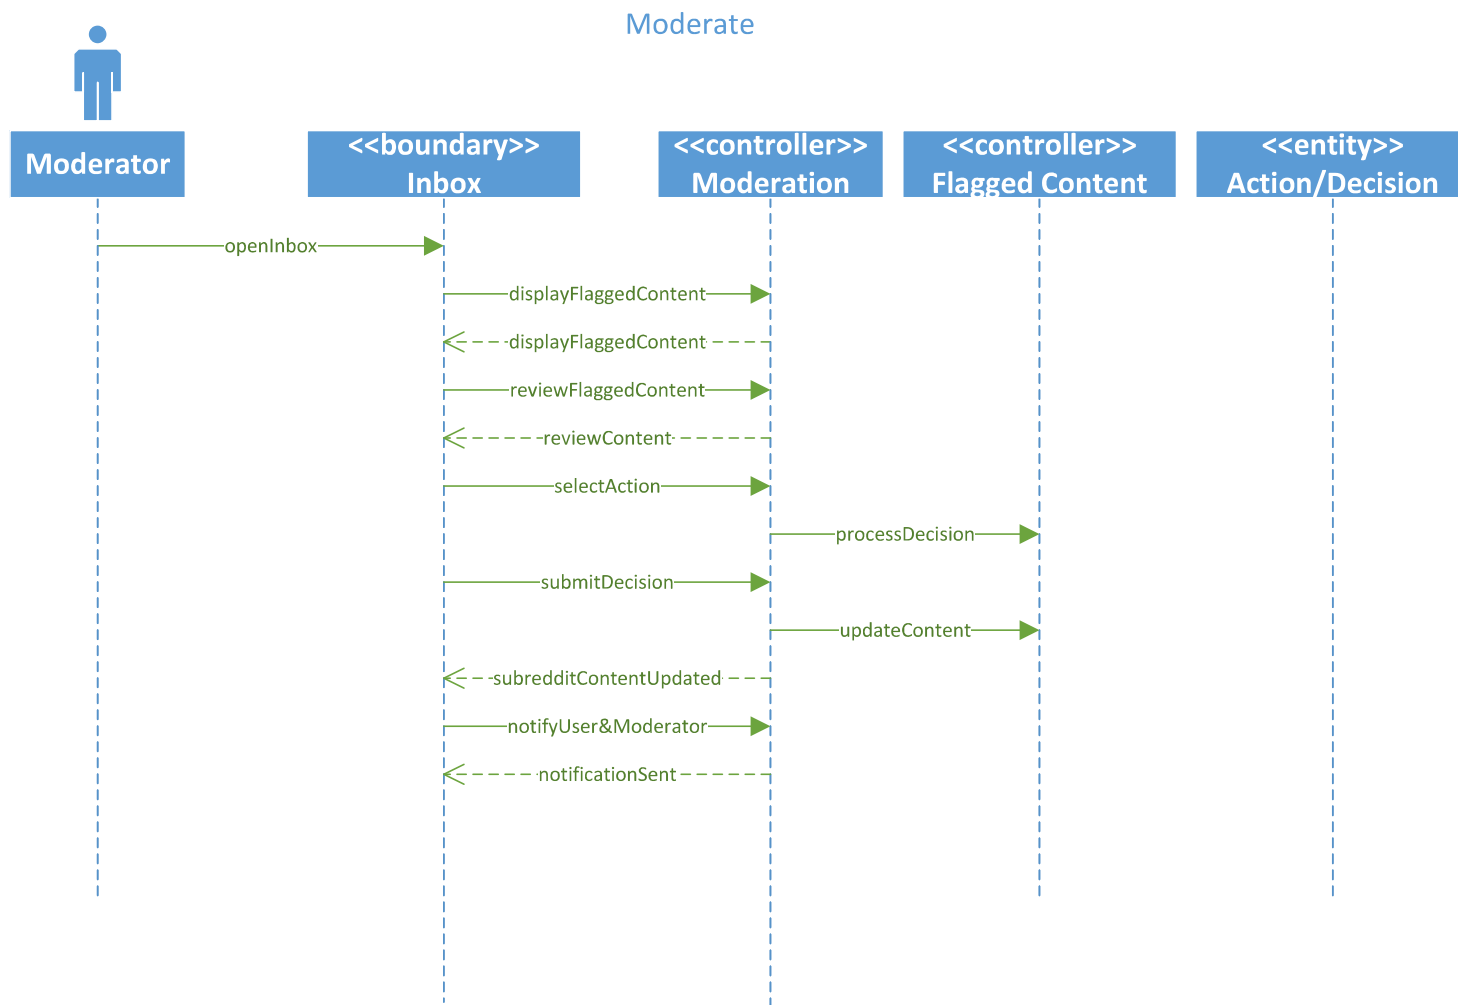 Moderate
Moderator
<<boundary>>
Inbox
<<controller>>
Moderation
<<controller>>
Flagged Content
<<entity>>
Action/Decision
openInbox
displayFlaggedContent
displayFlaggedContent
reviewFlaggedContent
reviewContent
selectAction
processDecision
submitDecision
updateContent
subredditContentUpdated
notifyUser&Moderator
notificationSent